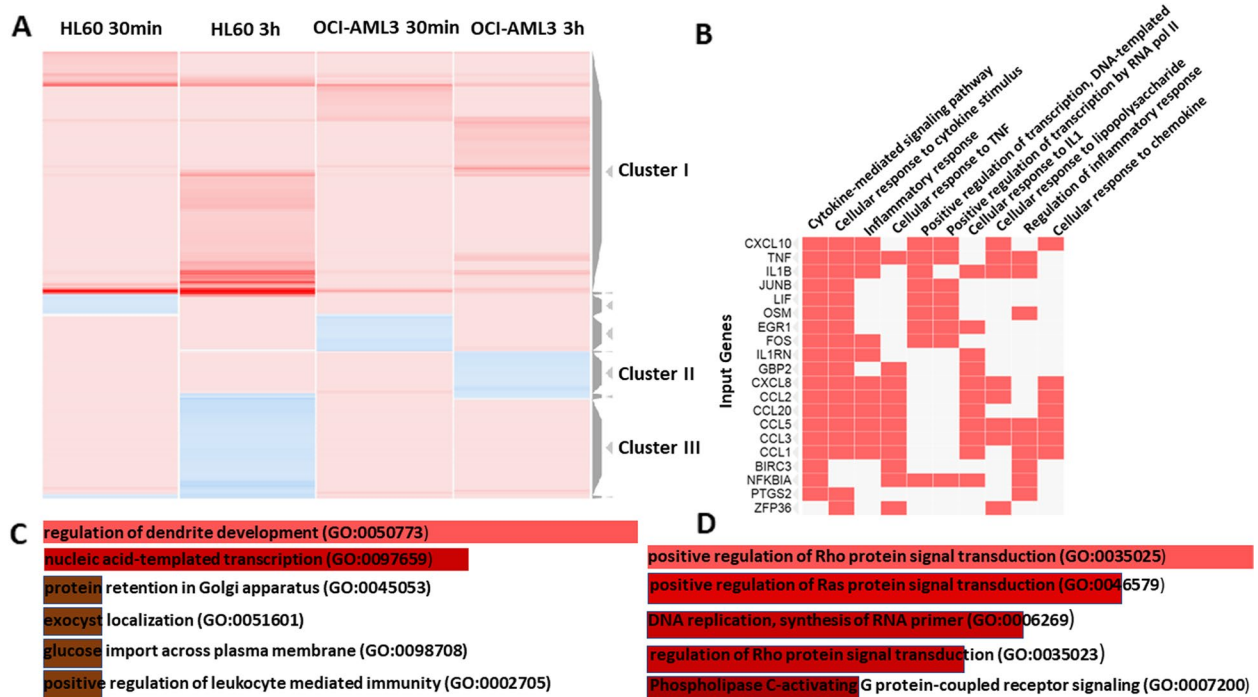 A
HL60 30min
HL60 3h
OCI-AML3 30min
OCI-AML3 3h
Cluster I
Cluster II
Cluster III
B
Cytokine-mediated signaling pathway
Cellular response to cytokine stimulus
Inflammatory response
Cellular response to TNF
Positive regulation of transcription, DNA-templated
Positive regulation of transcription by RNA pol II
Cellular response to IL1
Cellular response to lipopolysaccharide
Regulation of inflammatory response
Cellular response to chemokine
Input Genes
CXCL10
TNF
IL1B
JUNB
LIF
OSM
EGR1
FOS
IL1RN
GBP2
CXCL8
CCL2
CCL20
CCL5
CCL3
CCL1
BIRC3
NFKBIA
PTGS2
ZFP36
C
regulation of dendrite development (GO:0050773)
nucleic acid-templated transcription (GO:0097659)
protein retention in Golgi apparatus (GO:0045053)
exocyst localization (GO:0051601)
glucose import across plasma membrane (GO:0098708)
positive regulation of leukocyte mediated immunity (GO:0002705)
D
positive regulation of Rho protein signal transduction (GO:0035025)
positive regulation of Ras protein signal transduction (GO:0046579)
DNA replication, synthesis of RNA primer (GO:0006269)
regulation of Rho protein signal transduction (GO:0035023)
Phospholipase C-activating G protein-coupled receptor signaling (GO:0007200)